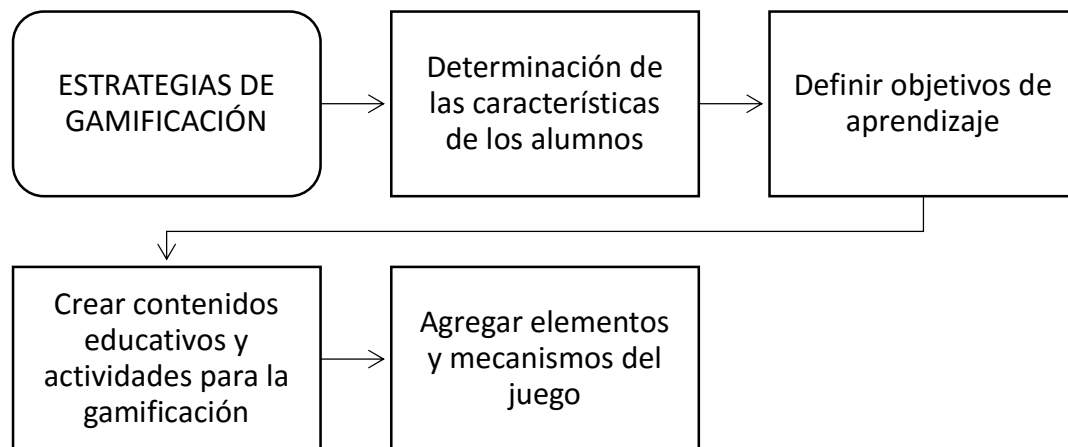 ESTRATEGIAS DE
GAMIFICACIÓN
Determinación de
las características
de los alumnos
Definir objetivos de
aprendizaje
Crear contenidos
educativos y
actividades para la
gamificación
Agregar elementos
y mecanismos del
juego